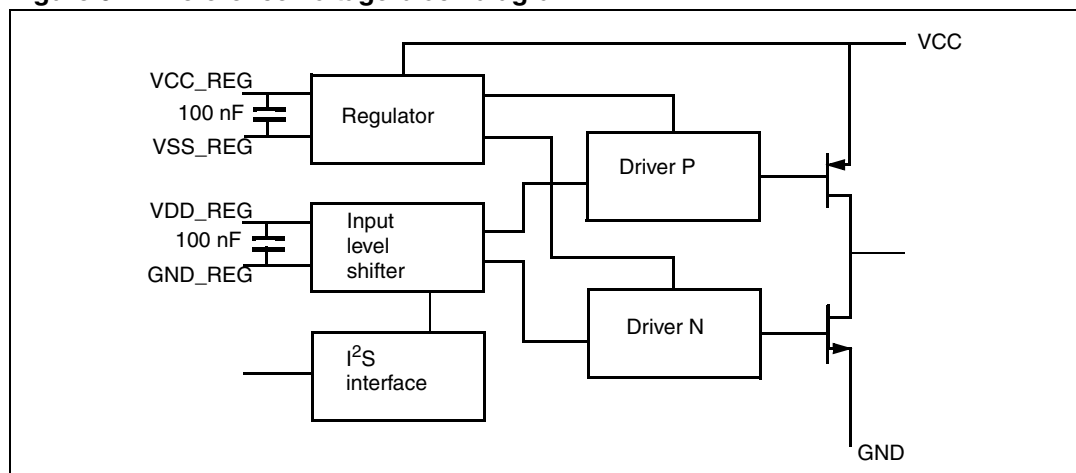 VCC
VCC_REG
100 nF
VSS_REG
Regulator
Driver P
VDD_REG
100 nF
GND_REG
Input
level
shifter
Driver N
I²S
interface
GND